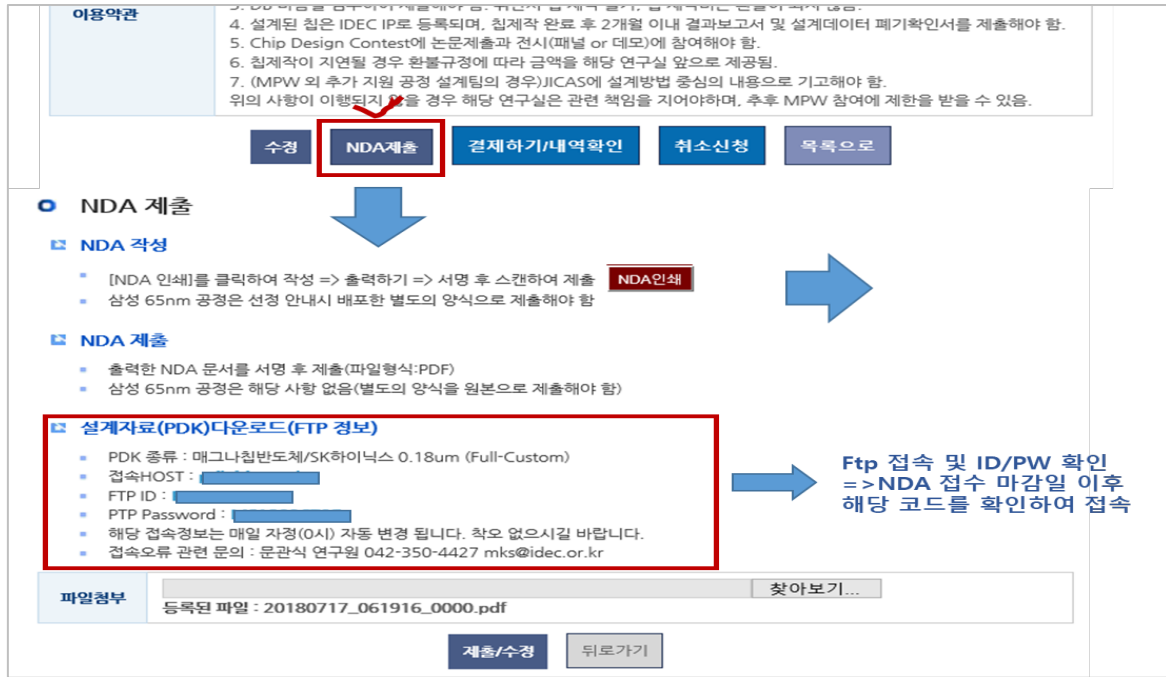 이용약관
4. 설계된 칩은 IDEC IP로 등록되며, 칩제작 완료 후 2개월 이내 결과보고서 및 설계데이터 폐기확인서를 제출해야 함.
5. Chip Design Contest에 논문제출과 전시(패널 or 데모)에 참여해야 함.
6. 칩제작이 지연될 경우 환불규정에 따라 금액을 해당 연구실 앞으로 제공됨.
7. (MPW 외 추가 지원 공정 설계팀의 경우)JICAS에 설계방법 중심의 내용으로 기고해야 함.
위의 사항이 이행되지 않을 경우 해당 연구실은 관련 책임을 지어야하며, 추후 MPW 참여에 제한을 받을 수 있음.
수정 NDA제출 결제하기/내역확인 취소신청 목록으로
NDA 제출
NDA 작성
[NDA 인쇄]를 클릭하여 작성 => 출력하기 => 서명 후 스캔하여 제출 NDA인쇄
삼성 65nm 공정은 선정 안내시 배포한 별도의 양식으로 제출해야 함
NDA 제출
출력한 NDA 문서를 서명 후 제출(파일형식:PDF)
삼성 65nm 공정은 해당 사항 없음(별도의 양식을 원본으로 제출해야 함)
설계자료(PDK)다운로드(FTP 정보)
PDK 종류 : 매그나칩반도체/SK하이닉스 0.18um (Full-Custom)
접속HOST :
FTP ID :
PTP Password :
해당 접속정보는 매일 자정(0시) 자동 변경 됩니다. 착오 없으시길 바랍니다.
접속오류 관련 문의 : 문관식 연구원 042-350-4427 mks@idec.or.kr
Ftp 접속 및 ID/PW 확인
=>NDA 접수 마감일 이후
해당 코드를 확인하여 접속
파일첨부 찾아보기...
등록된 파일 : 20180717_061916_0000.pdf
제출/수정 뒤로가기